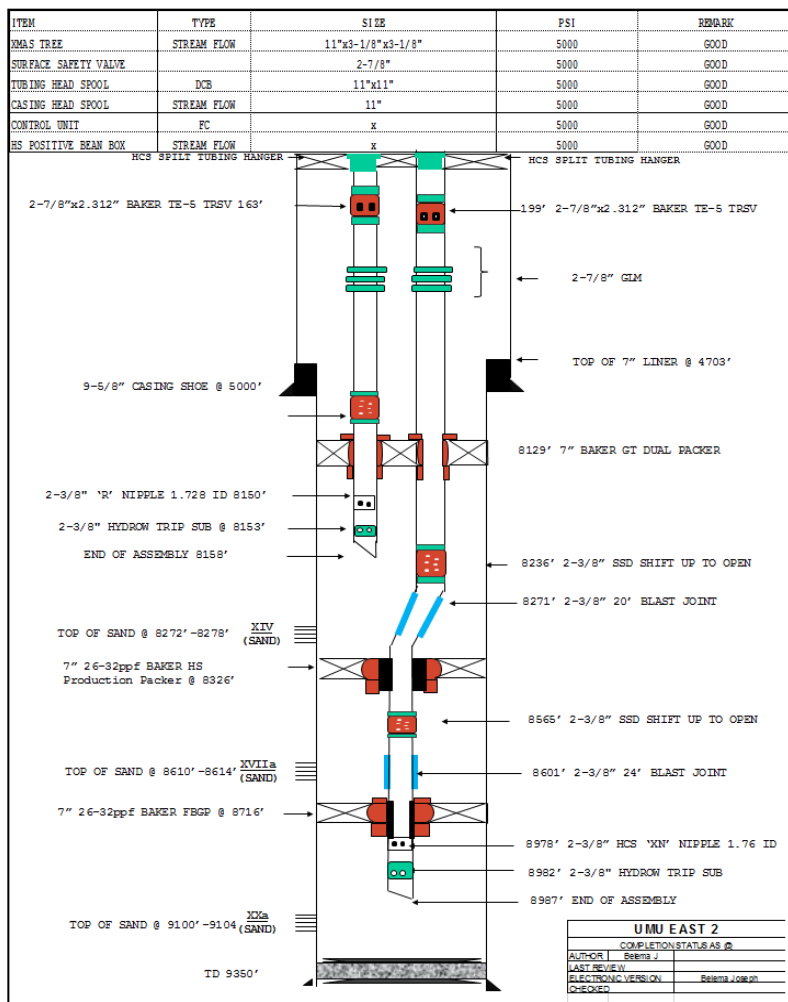 ITEM TYPE SIZE PSI REMARK
XMAS TREE STREAM FLOW 11"x3-1/8"x3-1/8" 5000 GOOD
SURFACE SAFETY VALVE 2-7/8" 5000 GOOD
TUBING HEAD SPOOL DCB 11"x11" 5000 GOOD
CASING HEAD SPOOL STREAM FLOW 11" 5000 GOOD
CONTROL UNIT FC x 5000 GOOD
HS POSITIVE BEAN BOX STREAM FLOW x 5000 GOOD
HCS SPILT TUBING HANGER
HCS SPLIT TUBING HANGER
2-7/8"x2.312" BAKER TE-5 TRSV 163'
199' 2-7/8"x2.312" BAKER TE-5 TRSV
2-7/8" GLM
TOP OF 7" LINER @ 4703'
9-5/8" CASING SHOE @ 5000'
8129' 7" BAKER GT DUAL PACKER
2-3/8" 'R' NIPPLE 1.728 ID 8150'
2-3/8" HYDROW TRIP SUB @ 8153'
END OF ASSEMBLY 8158'
8236' 2-3/8" SSD SHIFT UP TO OPEN
8271' 2-3/8" 20' BLAST JOINT
TOP OF SAND @ 8272'-8278' XIV
(SAND)
7" 26-32ppf BAKER HS
Production Packer @ 8326'
8565' 2-3/8" SSD SHIFT UP TO OPEN
TOP OF SAND @ 8610'-8614' XVIIa
(SAND)
8601' 2-3/8" 24' BLAST JOINT
7" 26-32ppf BAKER FBGP @ 8716'
8978' 2-3/8" HCS 'XN' NIPPLE 1.76 ID
8982' 2-3/8" HYDROW TRIP SUB
8987' END OF ASSEMBLY
TOP OF SAND @ 9100'-9104 XXa
(SAND)
TD 9350'
UMU EAST 2
COMPLETION STATUS AS @
AUTHOR Belema J
LAST REVIEW
ELECTRONIC VERSION Belema Joseph
CHECKED